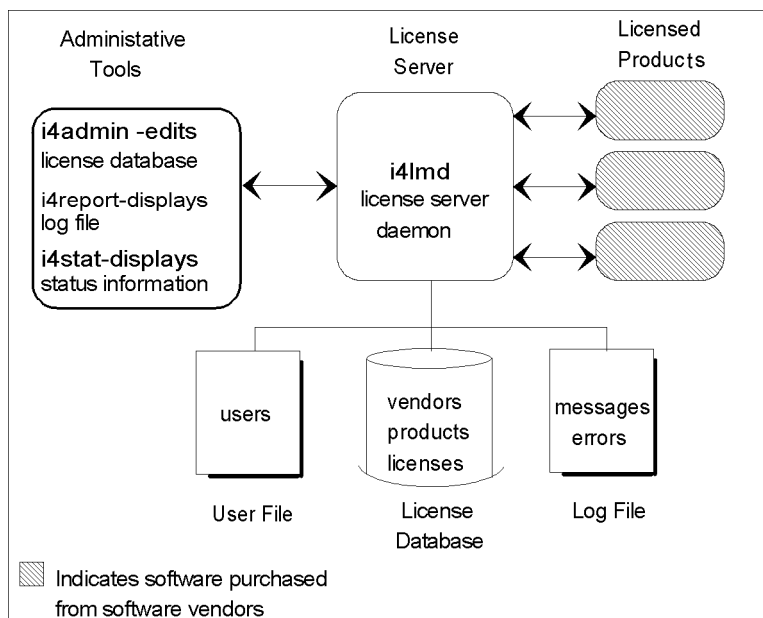 Administative
Tools
License
Server
Licensed
Products
i4admin -edits
license database
i4report-displays
log file
i4stat-displays
status information
i4lmd
license server
daemon
users
vendors
products
licenses
messages
errors
User File
License
Database
Log File
Indicates software purchased
from software vendors